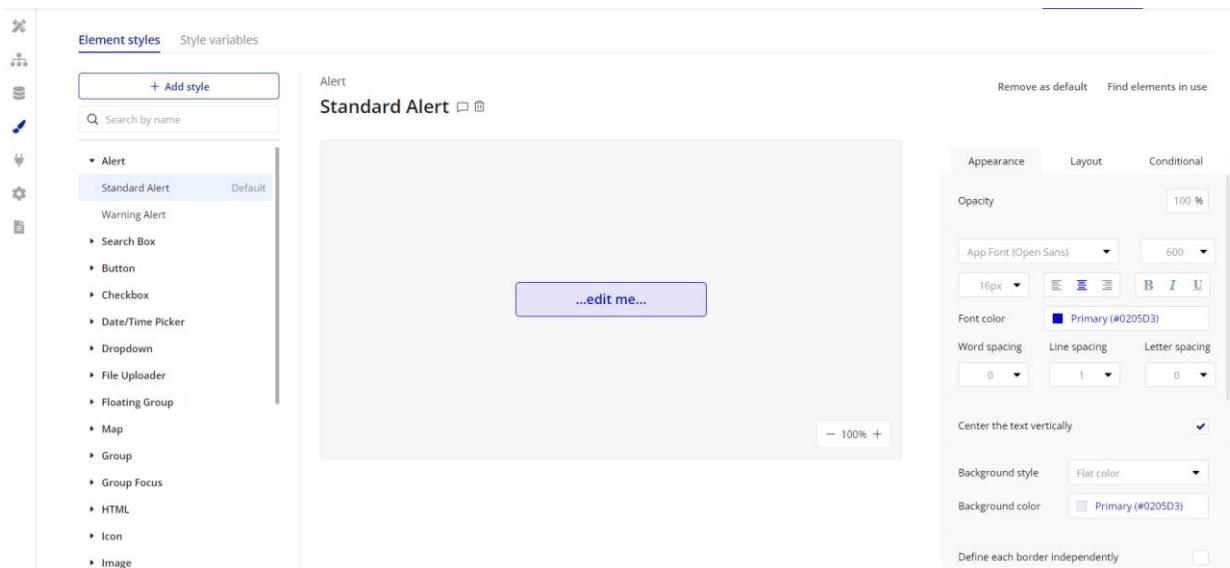 Element styles Style variables
+ Add style
Search by name
Alert
Standard Alert Default
Warning Alert
Search Box
Button
Checkbox
Date/Time Picker
Dropdown
File Uploader
Floating Group
Map
Group
Group Focus
HTML
Icon
Image
Alert
Standard Alert
Remove as default Find elements in use
...edit me...
− 100% +
Appearance Layout Conditional
Opacity 100 %
App Font (Open Sans) 600
16px B I U
Font color Primary (#0205D3)
Word spacing Line spacing Letter spacing
0 1 0
Center the text vertically
Background style Flat color
Background color Primary (#0205D3)
Define each border independently